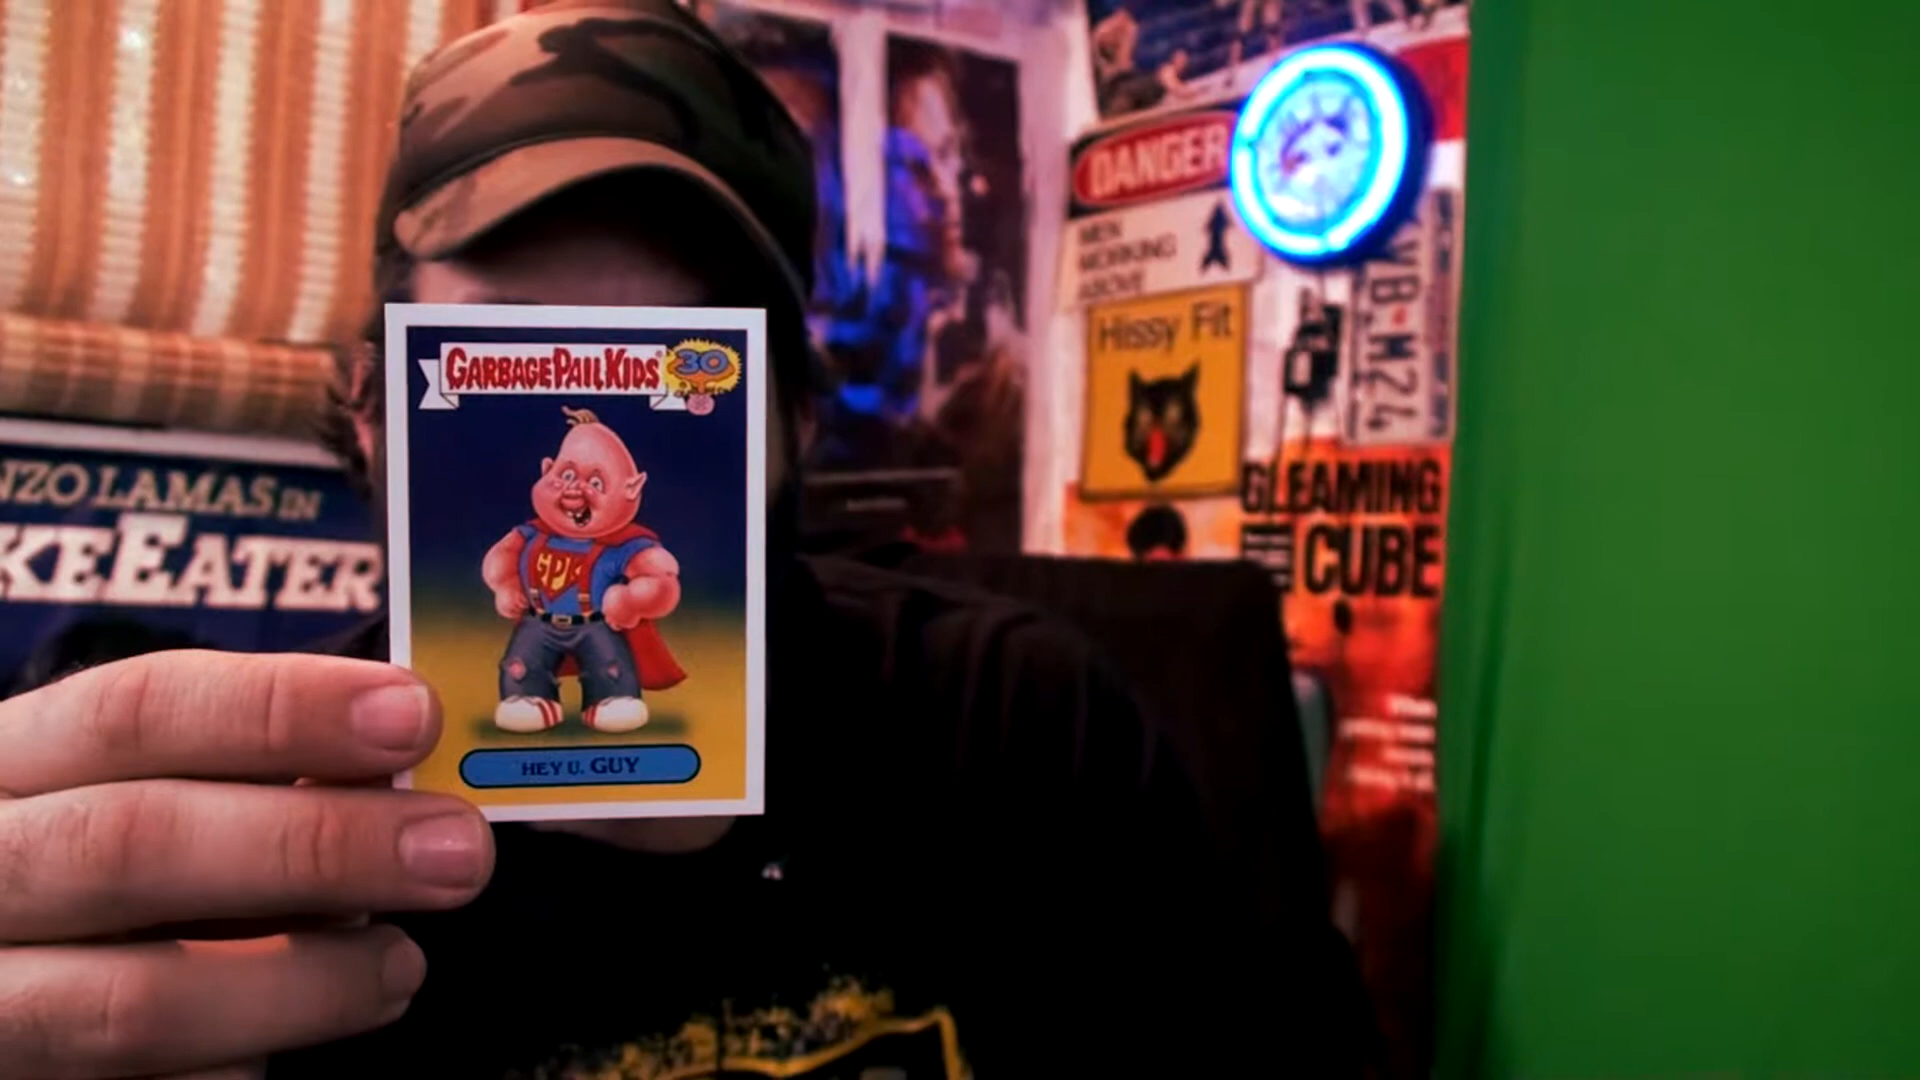 GARBAGE PAIL KIDS
30
GPK
HEY U. GUY
NZO LAMAS IN
KEEATER
DANGER
MEN
WORKING
ABOVE
Hissy Fit
GLEAMING
THE
CUBE